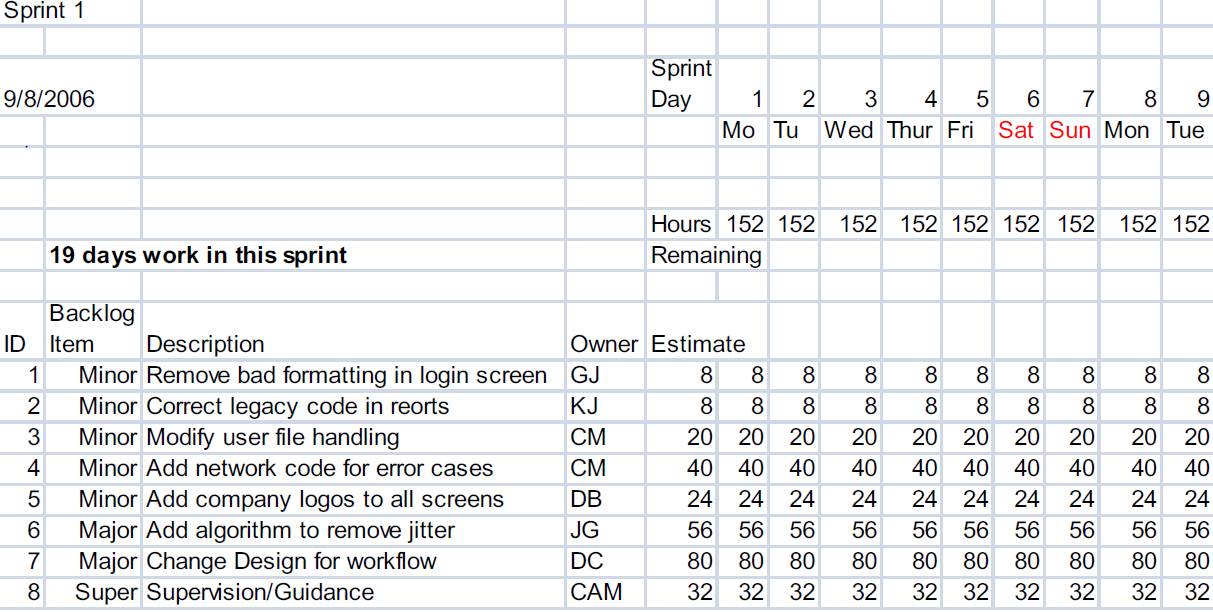 Sprint 1
Sprint
9/8/2006 Day 1 2 3 4 5 6 7 8 9
Mo Tu Wed Thur Fri Sat Sun Mon Tue
Hours 152 152 152 152 152 152 152 152 152
19 days work in this sprint Remaining
Backlog
ID Item Description Owner Estimate
1 Minor Remove bad formatting in login screen GJ 8 8 8 8 8 8 8 8 8 8
2 Minor Correct legacy code in reorts KJ 8 8 8 8 8 8 8 8 8 8
3 Minor Modify user file handling CM 20 20 20 20 20 20 20 20 20 20
4 Minor Add network code for error cases CM 40 40 40 40 40 40 40 40 40 40
5 Minor Add company logos to all screens DB 24 24 24 24 24 24 24 24 24 24
6 Major Add algorithm to remove jitter JG 56 56 56 56 56 56 56 56 56 56
7 Major Change Design for workflow DC 80 80 80 80 80 80 80 80 80 80
8 Super Supervision/Guidance CAM 32 32 32 32 32 32 32 32 32 32